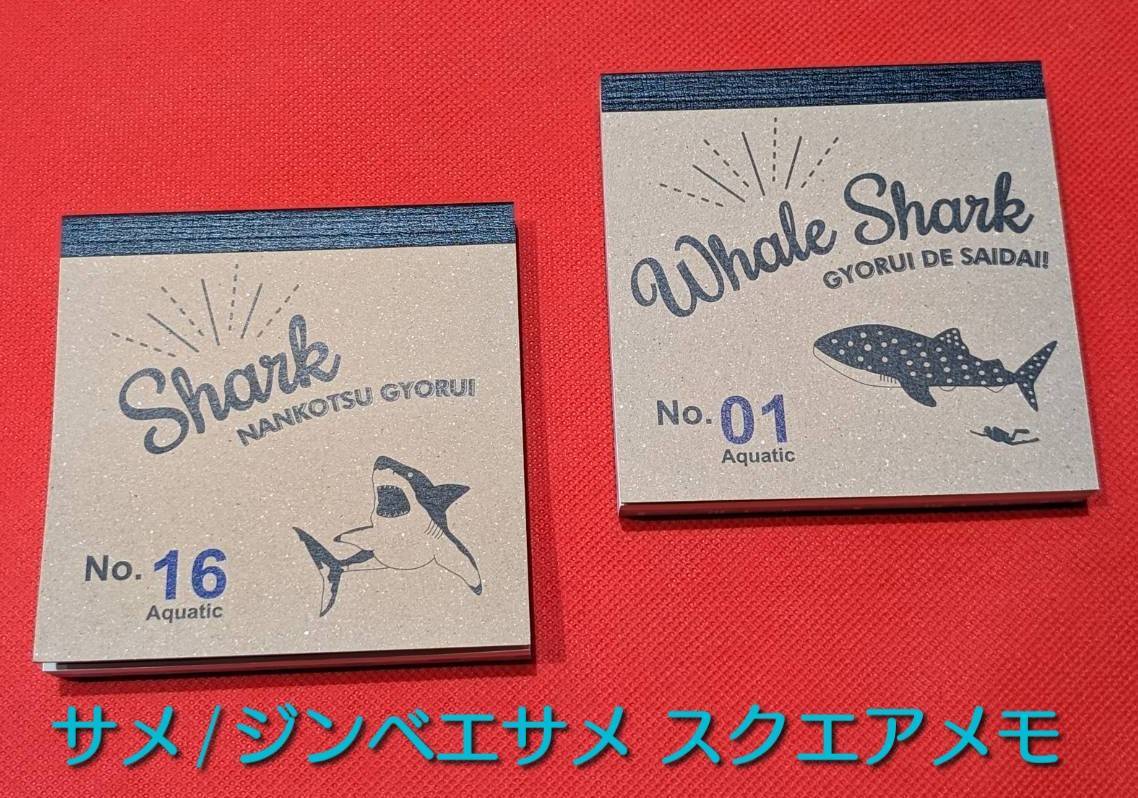 Shark
NANKOTSU GYORUI
No. 16
Aquatic
Whale Shark
GYORUI DE SAIDAI!
No. 01
Aquatic
サメ/ジンベエサメ スクエアメモ